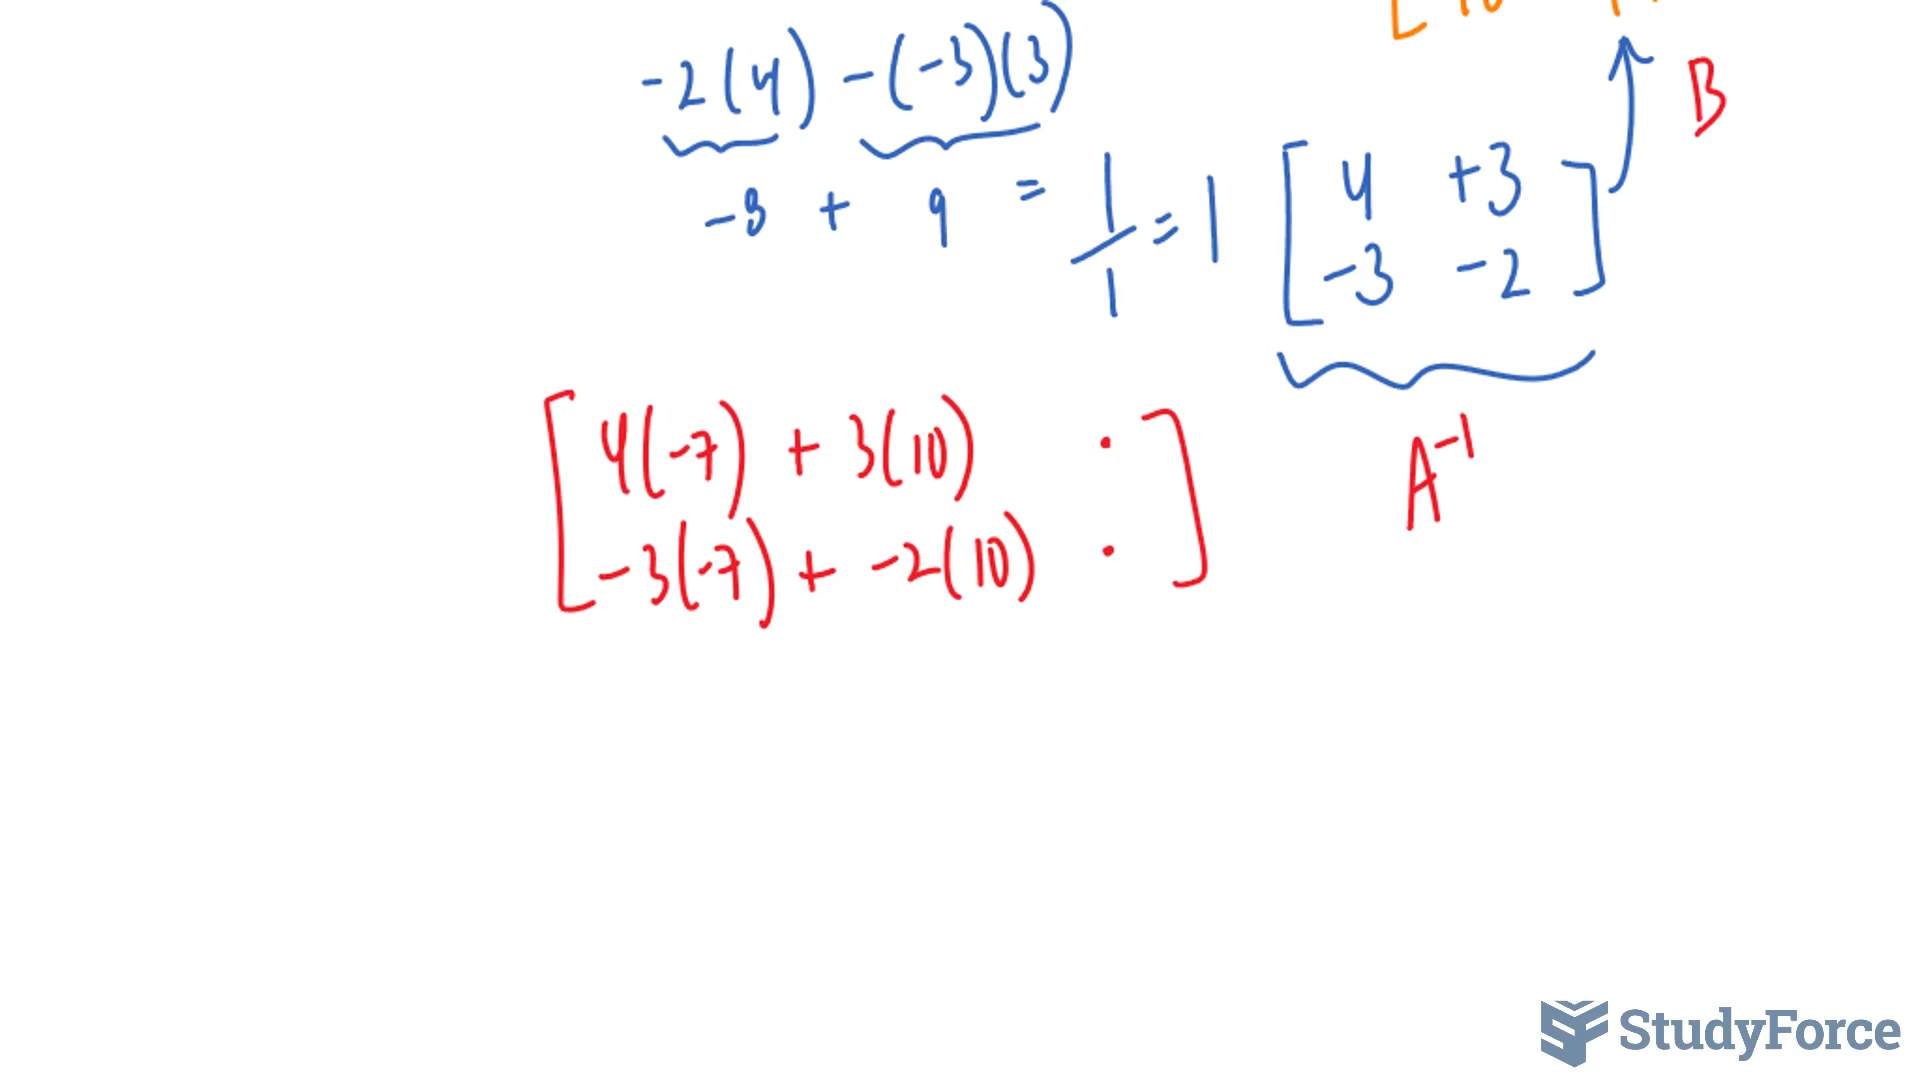 -2(4) -(-3)(3)
B
-8 + 9 = 1/1 = 1 [4 +3
-3 -2]
[4(-7) + 3(10) .
-3(-7) + -2(10) .]
A^-1
StudyForce